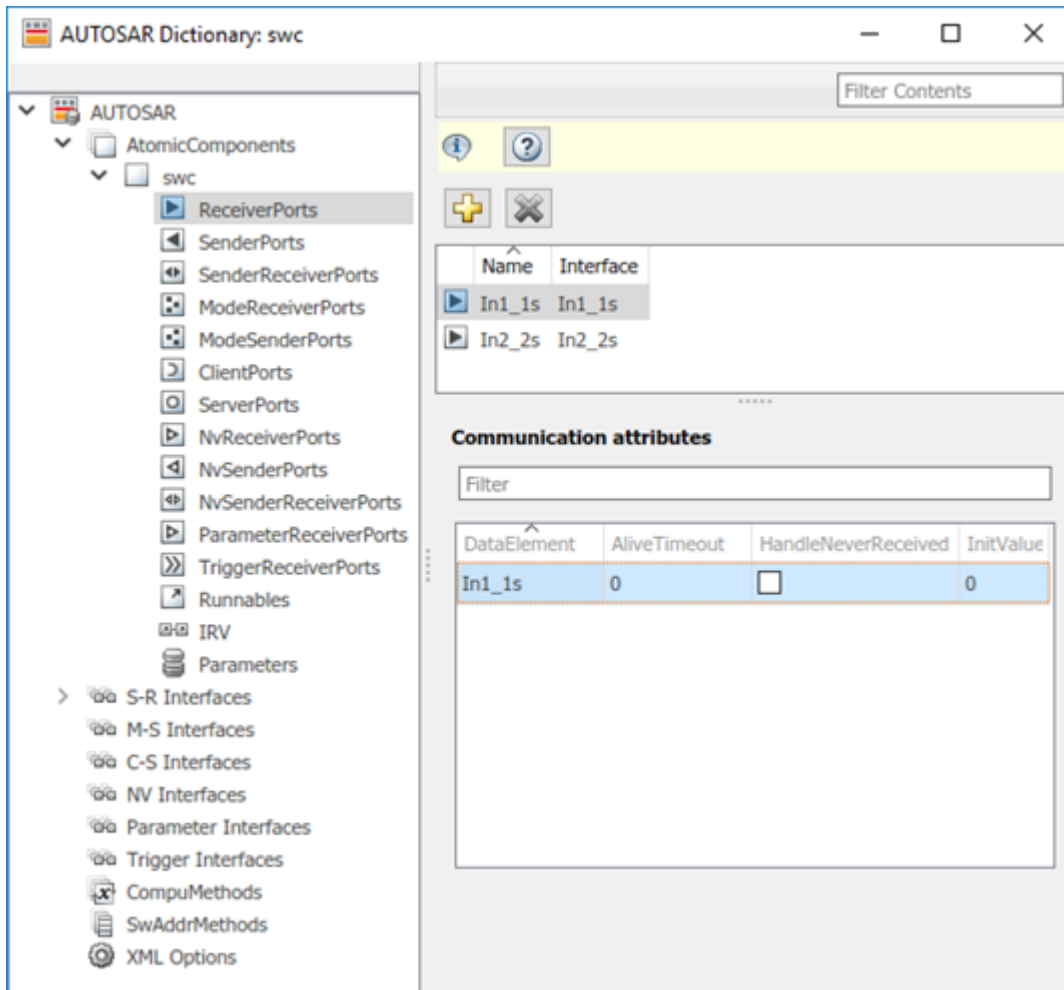 AUTOSAR Dictionary: swc
AUTOSAR
AtomicComponents
swc
ReceiverPorts
SenderPorts
SenderReceiverPorts
ModeReceiverPorts
ModeSenderPorts
ClientPorts
ServerPorts
NvReceiverPorts
NvSenderPorts
NvSenderReceiverPorts
ParameterReceiverPorts
TriggerReceiverPorts
Runnables
IRV
Parameters
S-R Interfaces
M-S Interfaces
C-S Interfaces
NV Interfaces
Parameter Interfaces
Trigger Interfaces
CompuMethods
SwAddrMethods
XML Options
Filter Contents
Name Interface
In1_1s In1_1s
In2_2s In2_2s
Communication attributes
Filter
DataElement AliveTimeout HandleNeverReceived InitValue
In1_1s 0 0